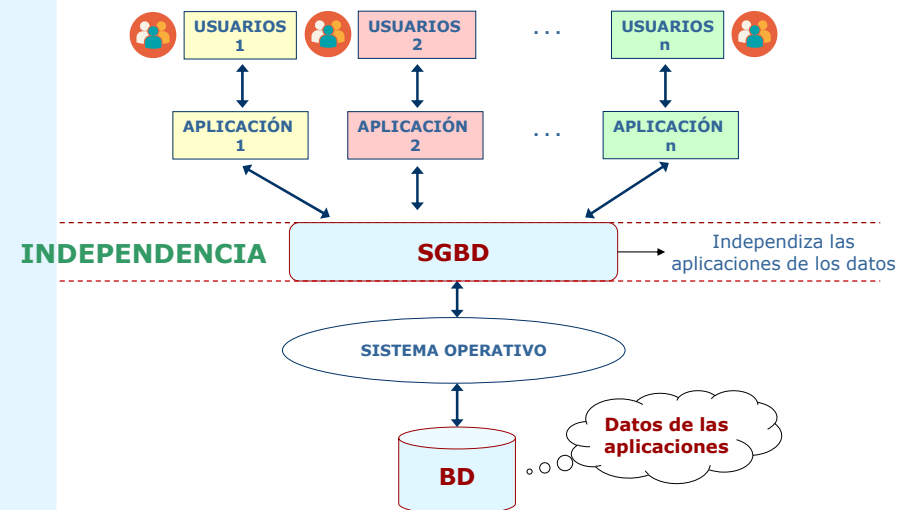 USUARIOS
1
USUARIOS
2
. . .
USUARIOS
n
APLICACIÓN
1
APLICACIÓN
2
. . .
APLICACIÓN
n
INDEPENDENCIA
SGBD
Independiza las
aplicaciones de los datos
SISTEMA OPERATIVO
Datos de las
aplicaciones
BD